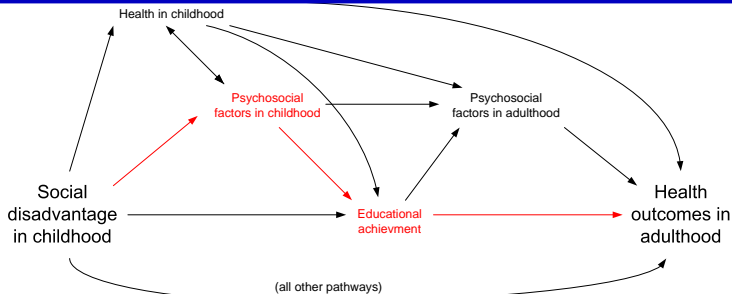 Health in childhood
Psychosocial
factors in childhood
Psychosocial
factors in adulthood
Social
disadvantage
in childhood
Educational
achievment
Health
outcomes in
adulthood
(all other pathways)